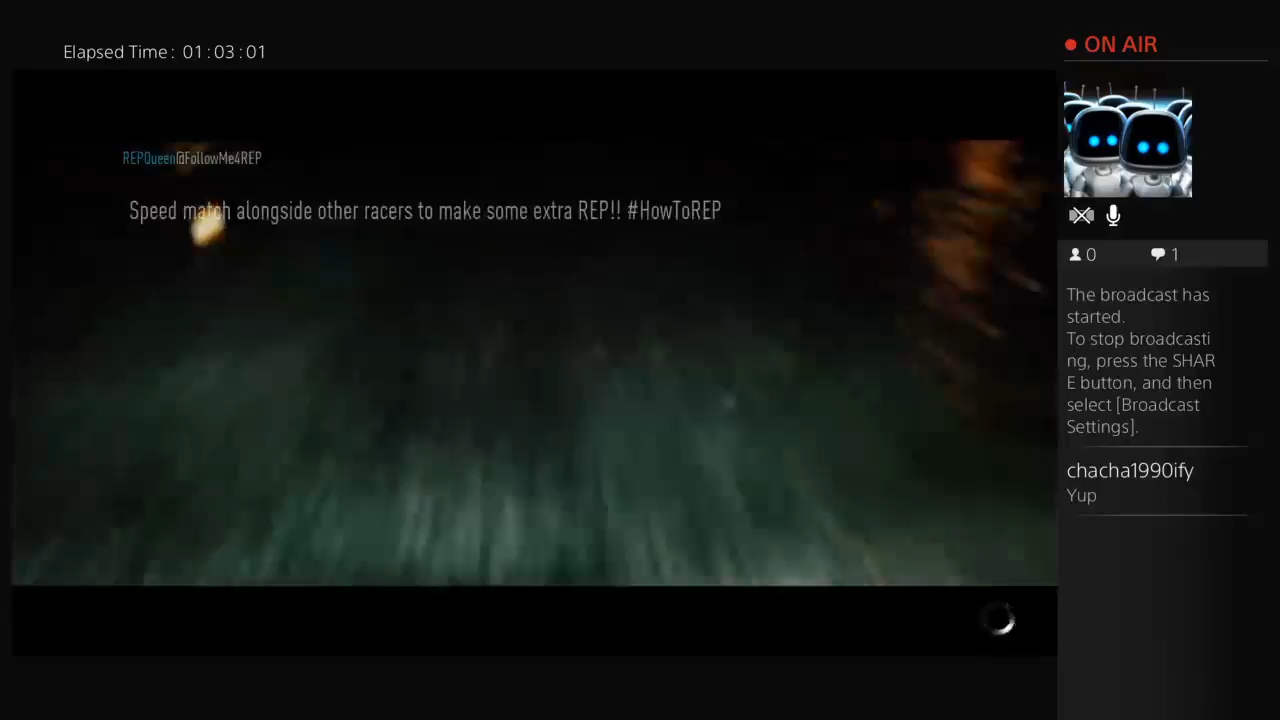 Elapsed Time: 01:03:01
ON AIR
REPQueen@FollowMe4REP
Speed match alongside other racers to make some extra REP!! #HowToREP
0
1
The broadcast has
started.
To stop broadcasti
ng, press the SHAR
E button, and then
select [Broadcast
Settings].
chacha1990ify
Yup